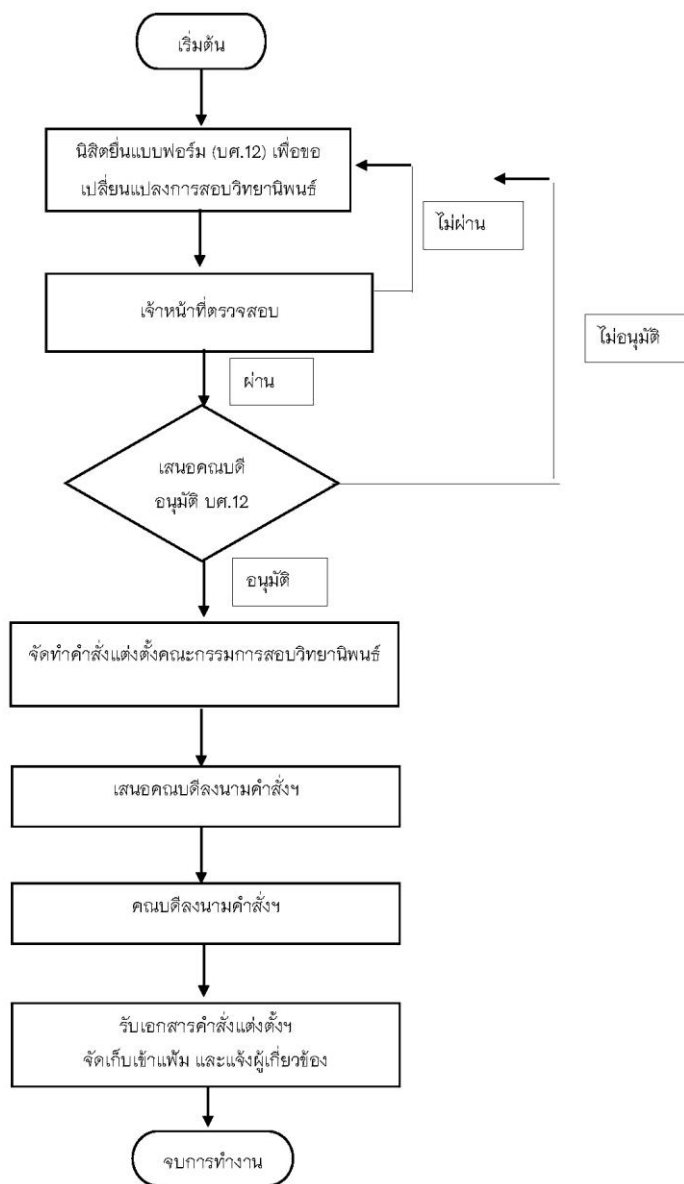 เริ่มต้น
นิสิตยื่นแบบฟอร์ม (บศ.12) เพื่อขอ
เปลี่ยนแปลงการสอบวิทยานิพนธ์
ไม่ผ่าน
เจ้าหน้าที่ตรวจสอบ
ไม่อนุมัติ
ผ่าน
เสนอคณบดี
อนุมัติ บศ.12
อนุมัติ
จัดทำคำสั่งแต่งตั้งคณะกรรมการสอบวิทยานิพนธ์
เสนอคณบดีลงนามคำสั่งฯ
คณบดีลงนามคำสั่งฯ
รับเอกสารคำสั่งแต่งตั้งฯ
จัดเก็บเข้าแฟ้ม และแจ้งผู้เกี่ยวข้อง
จบการทำงาน